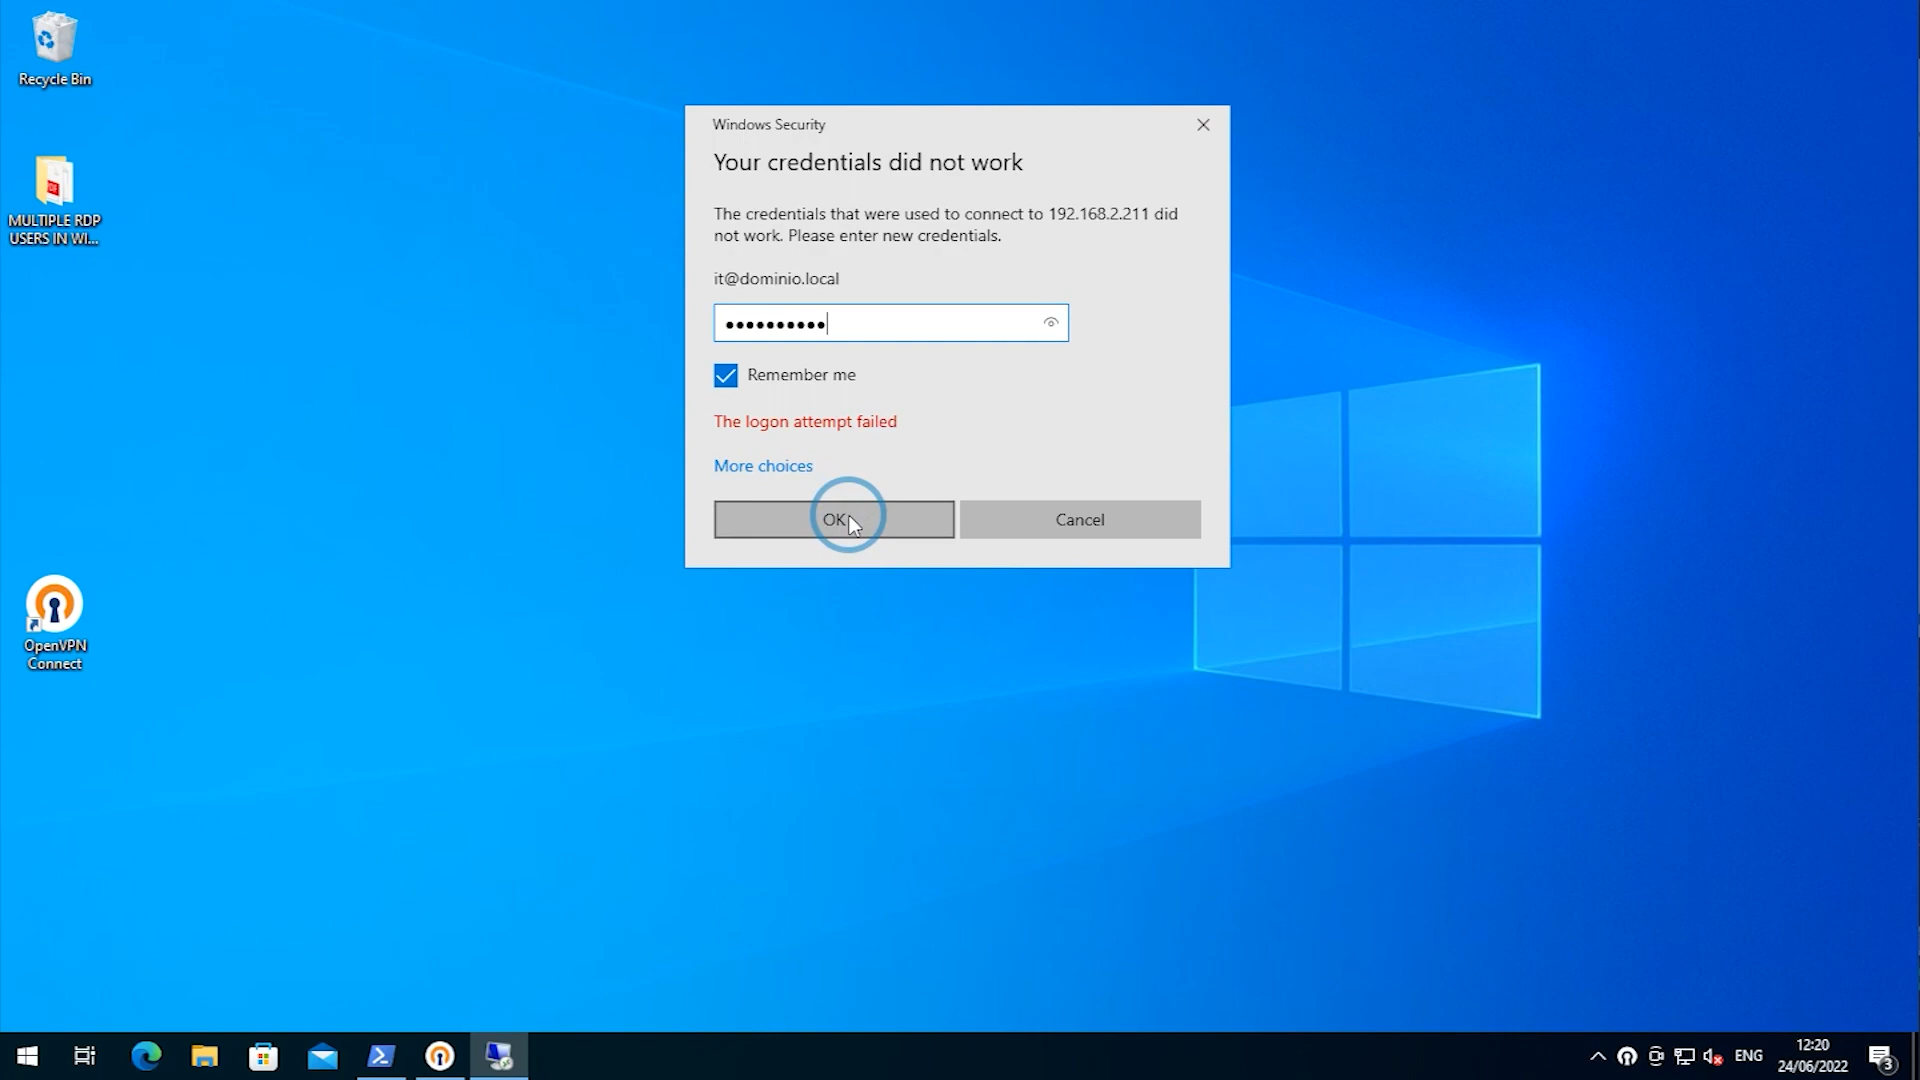 Recycle Bin
MULTIPLE RDP
USERS IN WI...
OpenVPN
Connect
Windows Security
Your credentials did not work
The credentials that were used to connect to 192.168.2.211 did
not work. Please enter new credentials.
it@dominio.local
Remember me
The logon attempt failed
More choices
OK
Cancel
ENG
12:20
24/06/2022
3